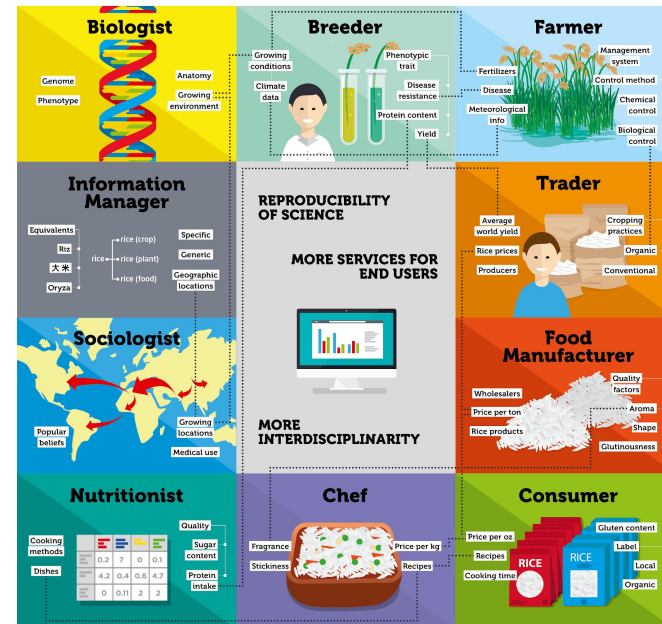 Biologist
Genome
Phenotype
Anatomy
Growing
environment
Breeder
Growing
conditions
Climate
data
Phenotypic
trait
Disease
resistance
Protein content
Yield
Farmer
Fertilizers
Disease
Meteorological
info
Management
system
Control method
Chemical
control
Biological
control
Information
Manager
Equivalents
Riz
大米
Oryza
rice
rice (crop)
rice (plant)
rice (food)
Specific
Generic
Geographic
locations
REPRODUCIBILITY
OF SCIENCE
MORE SERVICES FOR
END USERS
MORE
INTERDISCIPLINARITY
Trader
Average
world yield
Rice prices
Producers
Cropping
practices
Organic
Conventional
Sociologist
Popular
beliefs
Growing
locations
Medical use
Food
Manufacturer
Wholesalers
Price per ton
Rice products
Quality
factors
Aroma
Shape
Glutinousness
Nutritionist
Cooking
methods
Dishes
0.2 7 0 0.1
4.2 0.4 0.6 4.7
0 0.11 2 2
Quality
Sugar
content
Protein
intake
Chef
Fragrance
Stickiness
Price per kg
Recipes
Consumer
Price per oz
Recipes
Cooking time
RICE
RICE
Gluten content
Label
Local
Organic